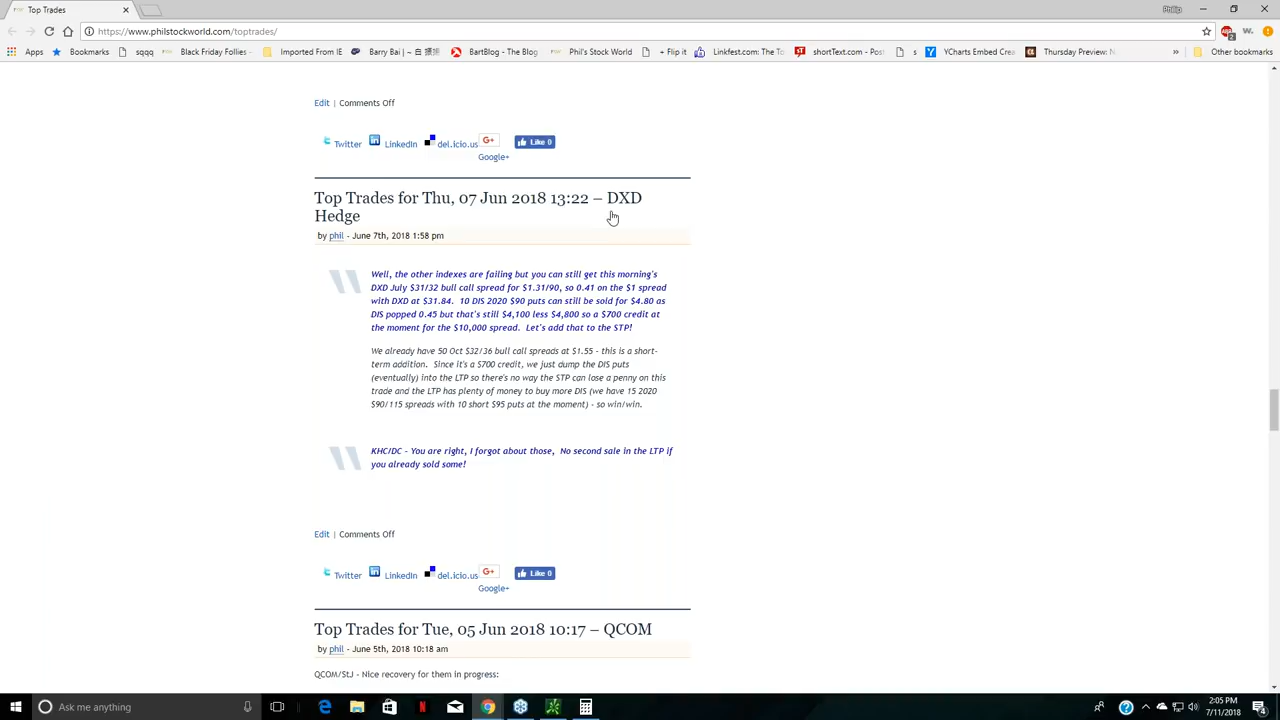 Top Trades
https://www.philstockworld.com/toptrades/
Apps Bookmarks sqqq Black Friday Follies Imported From IE Barry Bai Phil's Stock World + Flip it Linkfest.com: The To shortText.com - Pos s YCharts Embed Crea Thursday Preview: N » Other bookmarks
Edit | Comments Off
Twitter LinkedIn del.icio.us G+ Like 0
Google+
Top Trades for Thu, 07 Jun 2018 13:22 – DXD
Hedge
by phil - June 7th, 2018 1:58 pm
Well, the other indexes are failing but you can still get this morning's
DXD July $31/32 bull call spread for $1.31/90, so 0.41 on the $1 spread
with DXD at $31.84. 10 DIS 2020 $90 puts can still be sold for $4.80 as
DIS popped 0.45 but that's still $4,100 less $4,800 so a $700 credit at
the moment for the $10,000 spread. Let's add that to the STP!
We already have 50 Oct $32/36 bull call spreads at $1.55 - this is a short-
term addition. Since it's a $700 credit, we just dump the DIS puts
(eventually) into the LTP so there's no way the STP can lose a penny on this
trade and the LTP has plenty of money to buy more DIS (we have 15 2020
$90/115 spreads with 10 short $95 puts at the moment) - so win/win.
KHC/DC - You are right, I forgot about those, No second sale in the LTP if
you already sold some!
Edit | Comments Off
Twitter LinkedIn del.icio.us G+ Like 0
Google+
Top Trades for Tue, 05 Jun 2018 10:17 – QCOM
by phil - June 5th, 2018 10:18 am
QCOM/StJ - Nice recovery for them in progress:
Ask me anything
2:05 PM
7/11/2018